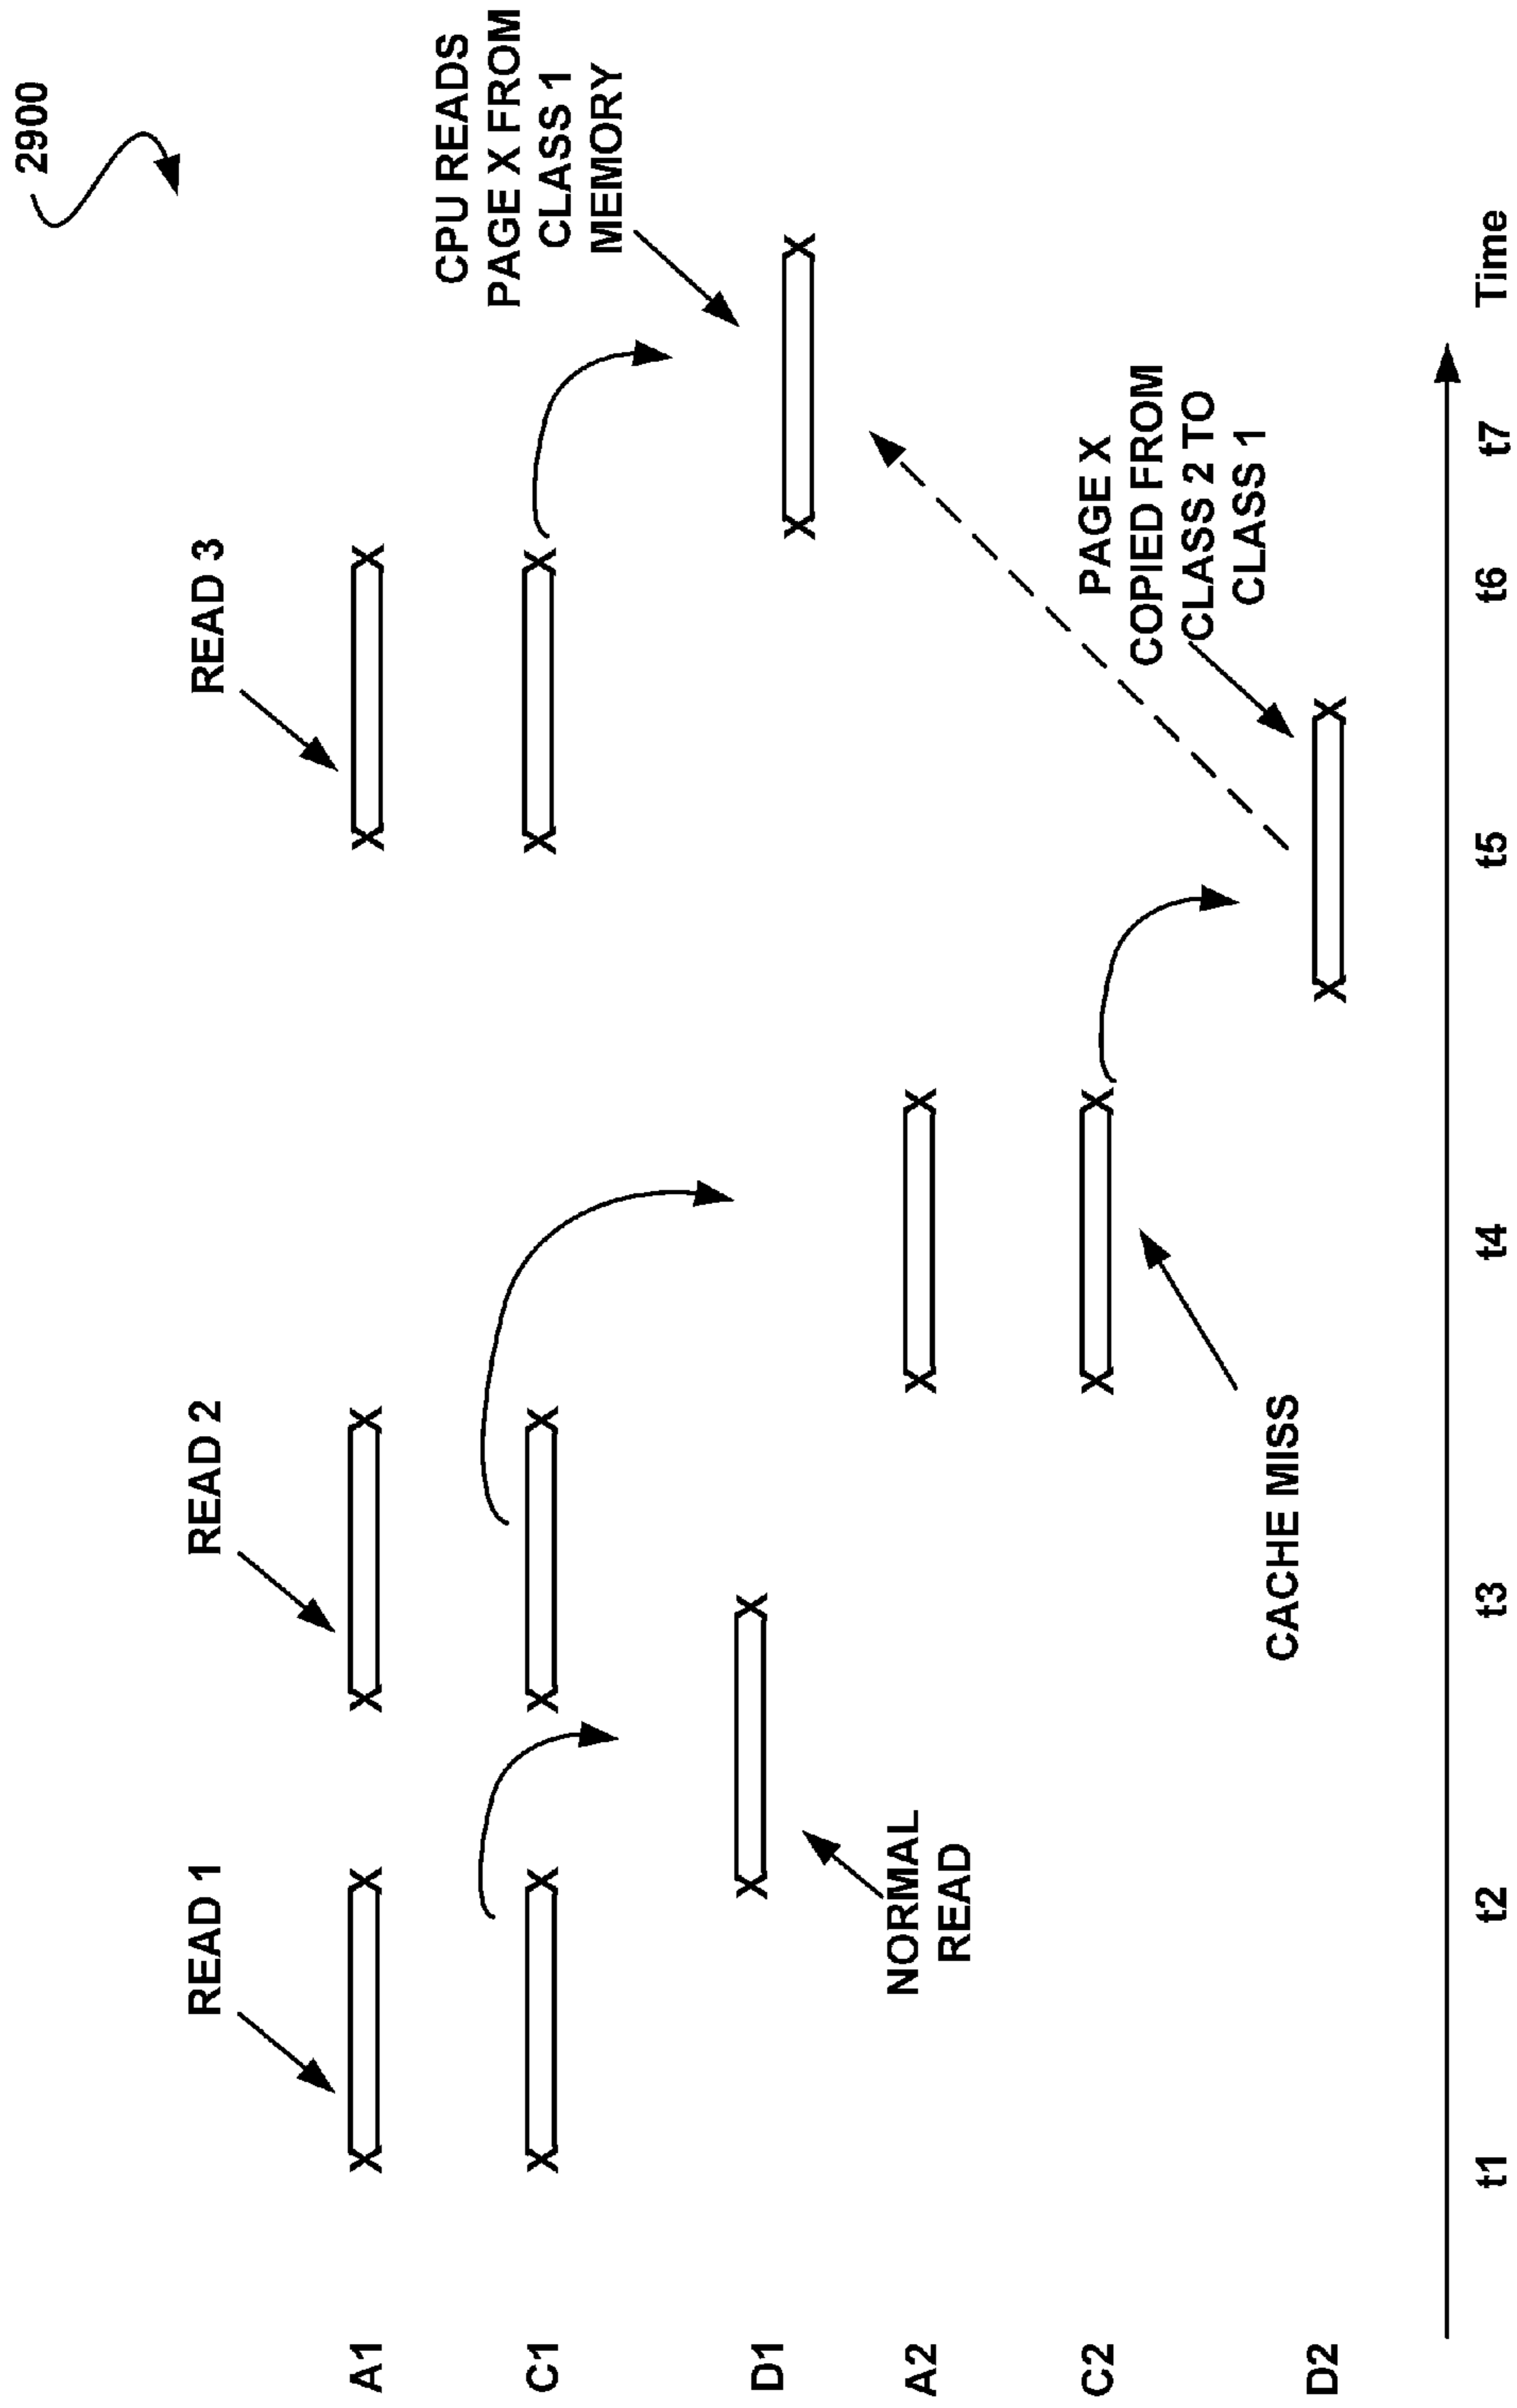 2900
READ 1
READ 2
READ 3
CPU READS
PAGE X FROM
CLASS 1
MEMORY
A1
C1
D1
NORMAL
READ
A2
C2
PAGE X
COPIED FROM
CLASS 2 TO
CLASS 1
CACHE MISS
D2
t1
t2
t3
t4
t5
t6
t7
Time